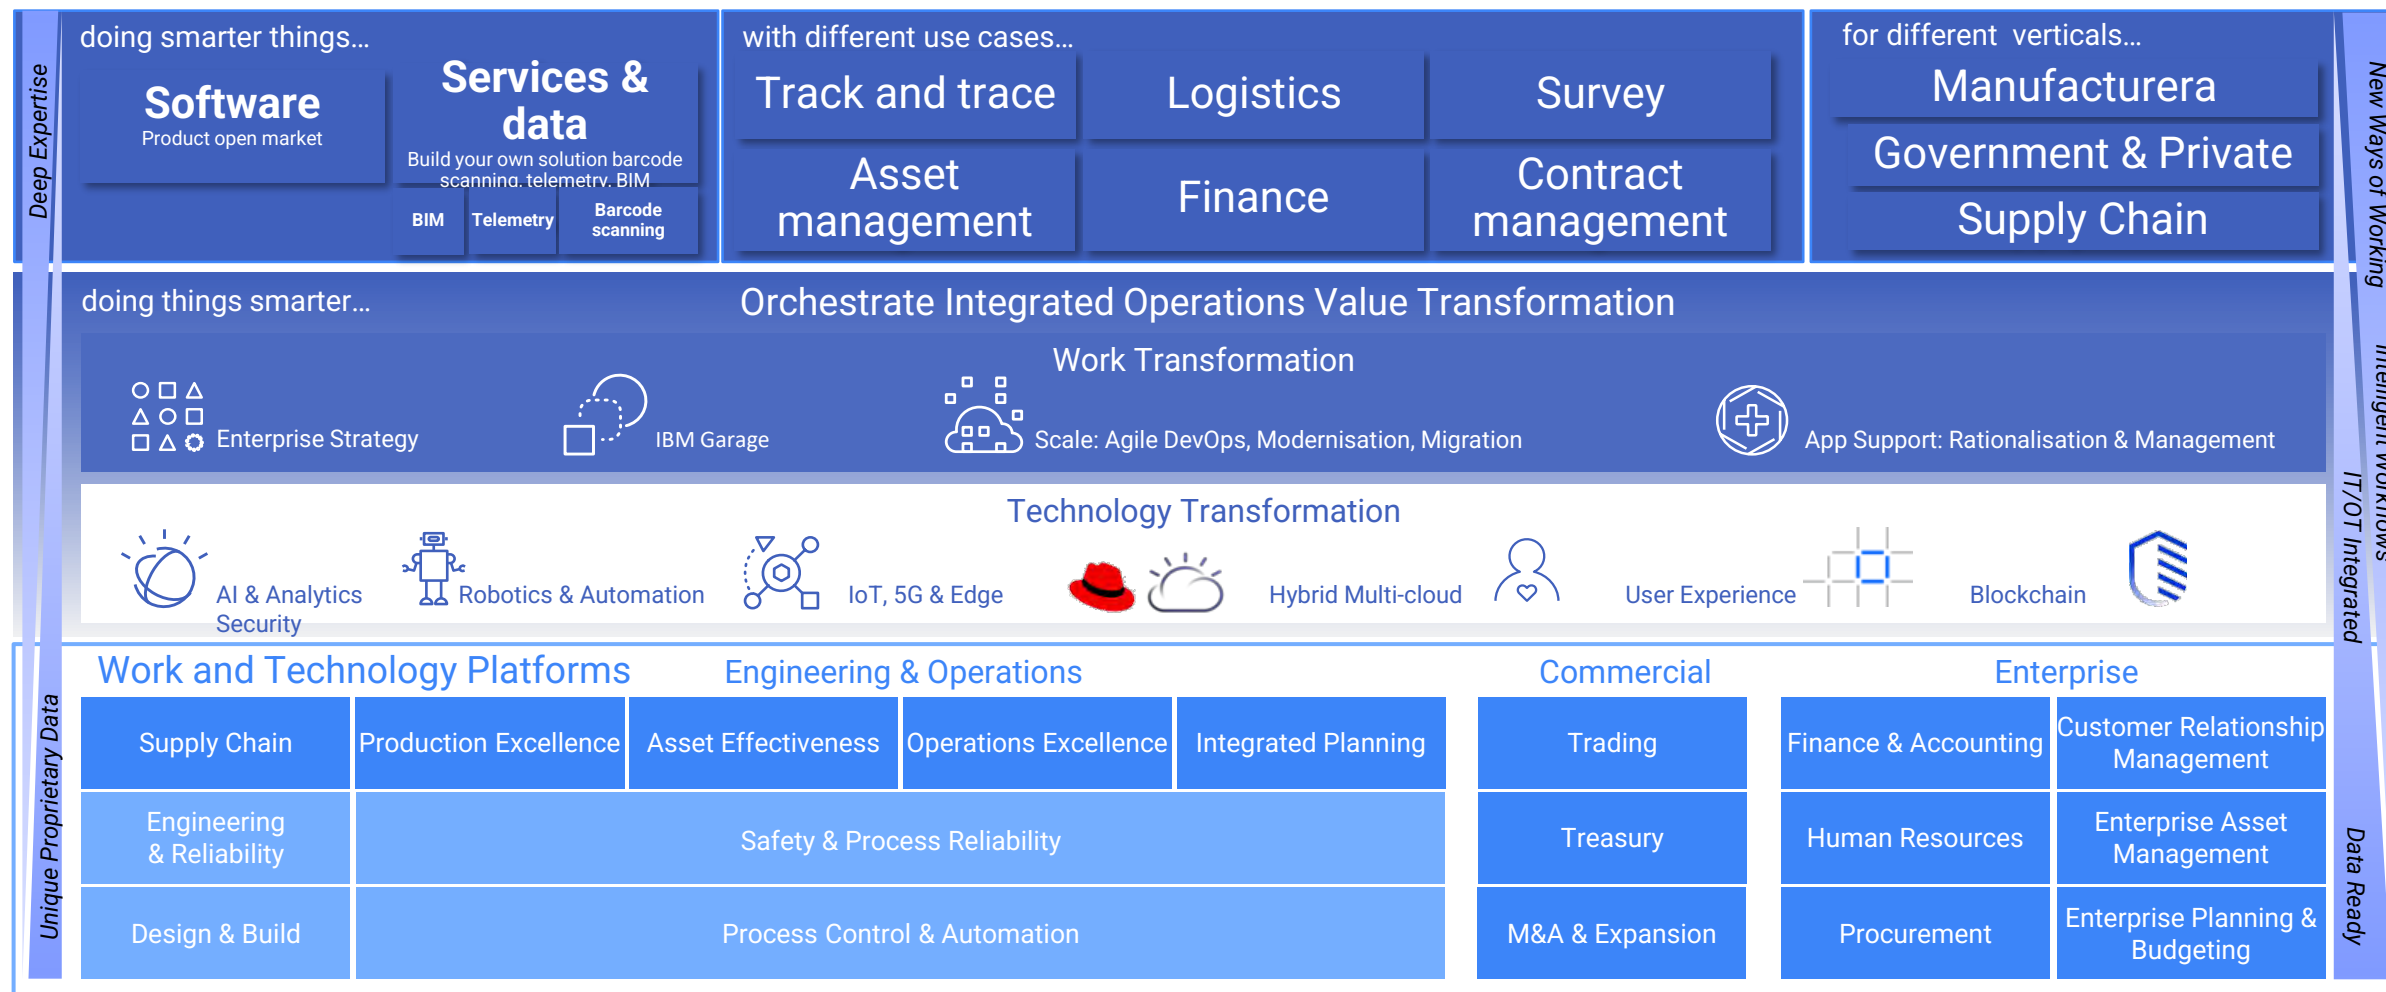 doing smarter things...
Software
Product open market
Services &
data
Build your own solution barcode
scanning, telemetry, BIM
BIM
Telemetry
Barcode
scanning
with different use cases...
Track and trace
Logistics
Survey
Asset
management
Finance
Contract
management
for different verticals...
Manufacturera
Government & Private
Supply Chain
Deep Expertise
Unique Proprietary Data
New Ways of Working
Intelligent Workflows
IT/OT Integrated
Data Ready
doing things smarter...
Orchestrate Integrated Operations Value Transformation
Work Transformation
Enterprise Strategy
IBM Garage
Scale: Agile DevOps, Modernisation, Migration
App Support: Rationalisation & Management
Technology Transformation
AI & Analytics
Security
Robotics & Automation
IoT, 5G & Edge
Hybrid Multi-cloud
User Experience
Blockchain
Work and Technology Platforms
Engineering & Operations
Commercial
Enterprise
Supply Chain
Production Excellence
Asset Effectiveness
Operations Excellence
Integrated Planning
Trading
Finance & Accounting
Customer Relationship
Management
Engineering
& Reliability
Safety & Process Reliability
Treasury
Human Resources
Enterprise Asset
Management
Design & Build
Process Control & Automation
M&A & Expansion
Procurement
Enterprise Planning &
Budgeting